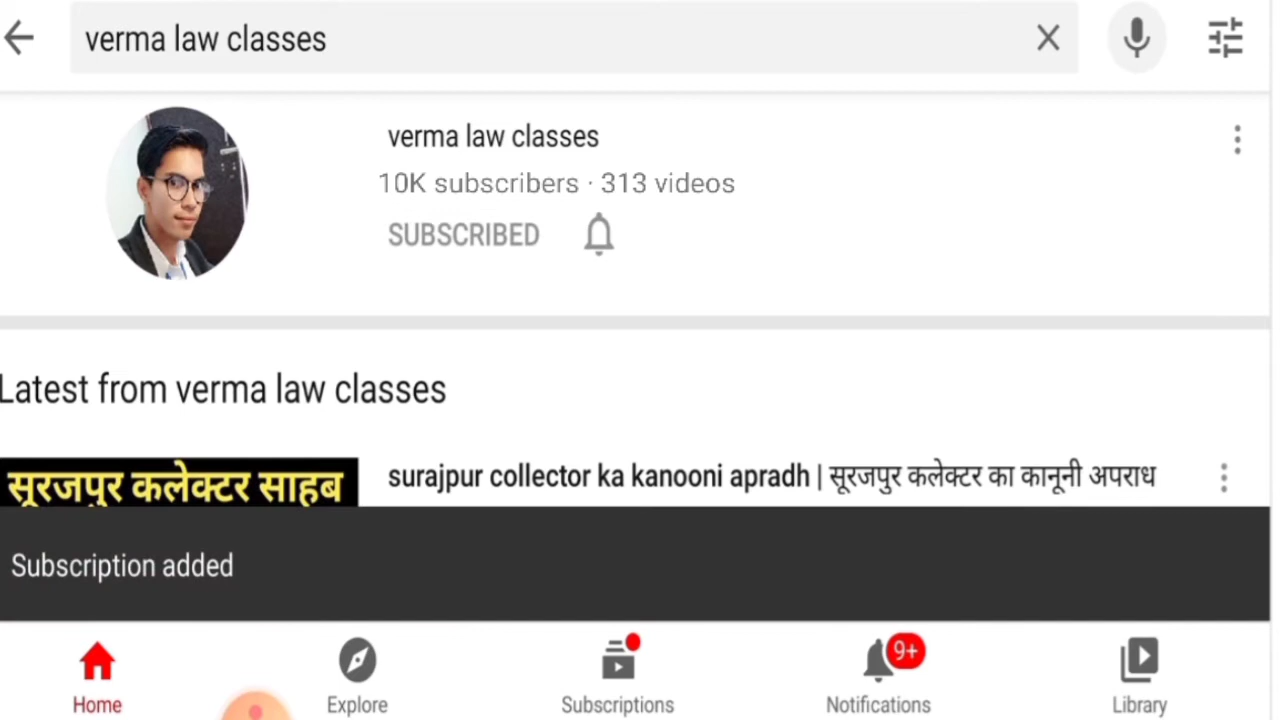 verma law classes
verma law classes
10K subscribers · 313 videos
SUBSCRIBED
Latest from verma law classes
सूरजपुर कलेक्टर साहब
surajpur collector ka kanooni apradh | सूरजपुर कलेक्टर का कानूनी अपराध
Subscription added
9+
Home
Explore
Subscriptions
Notifications
Library